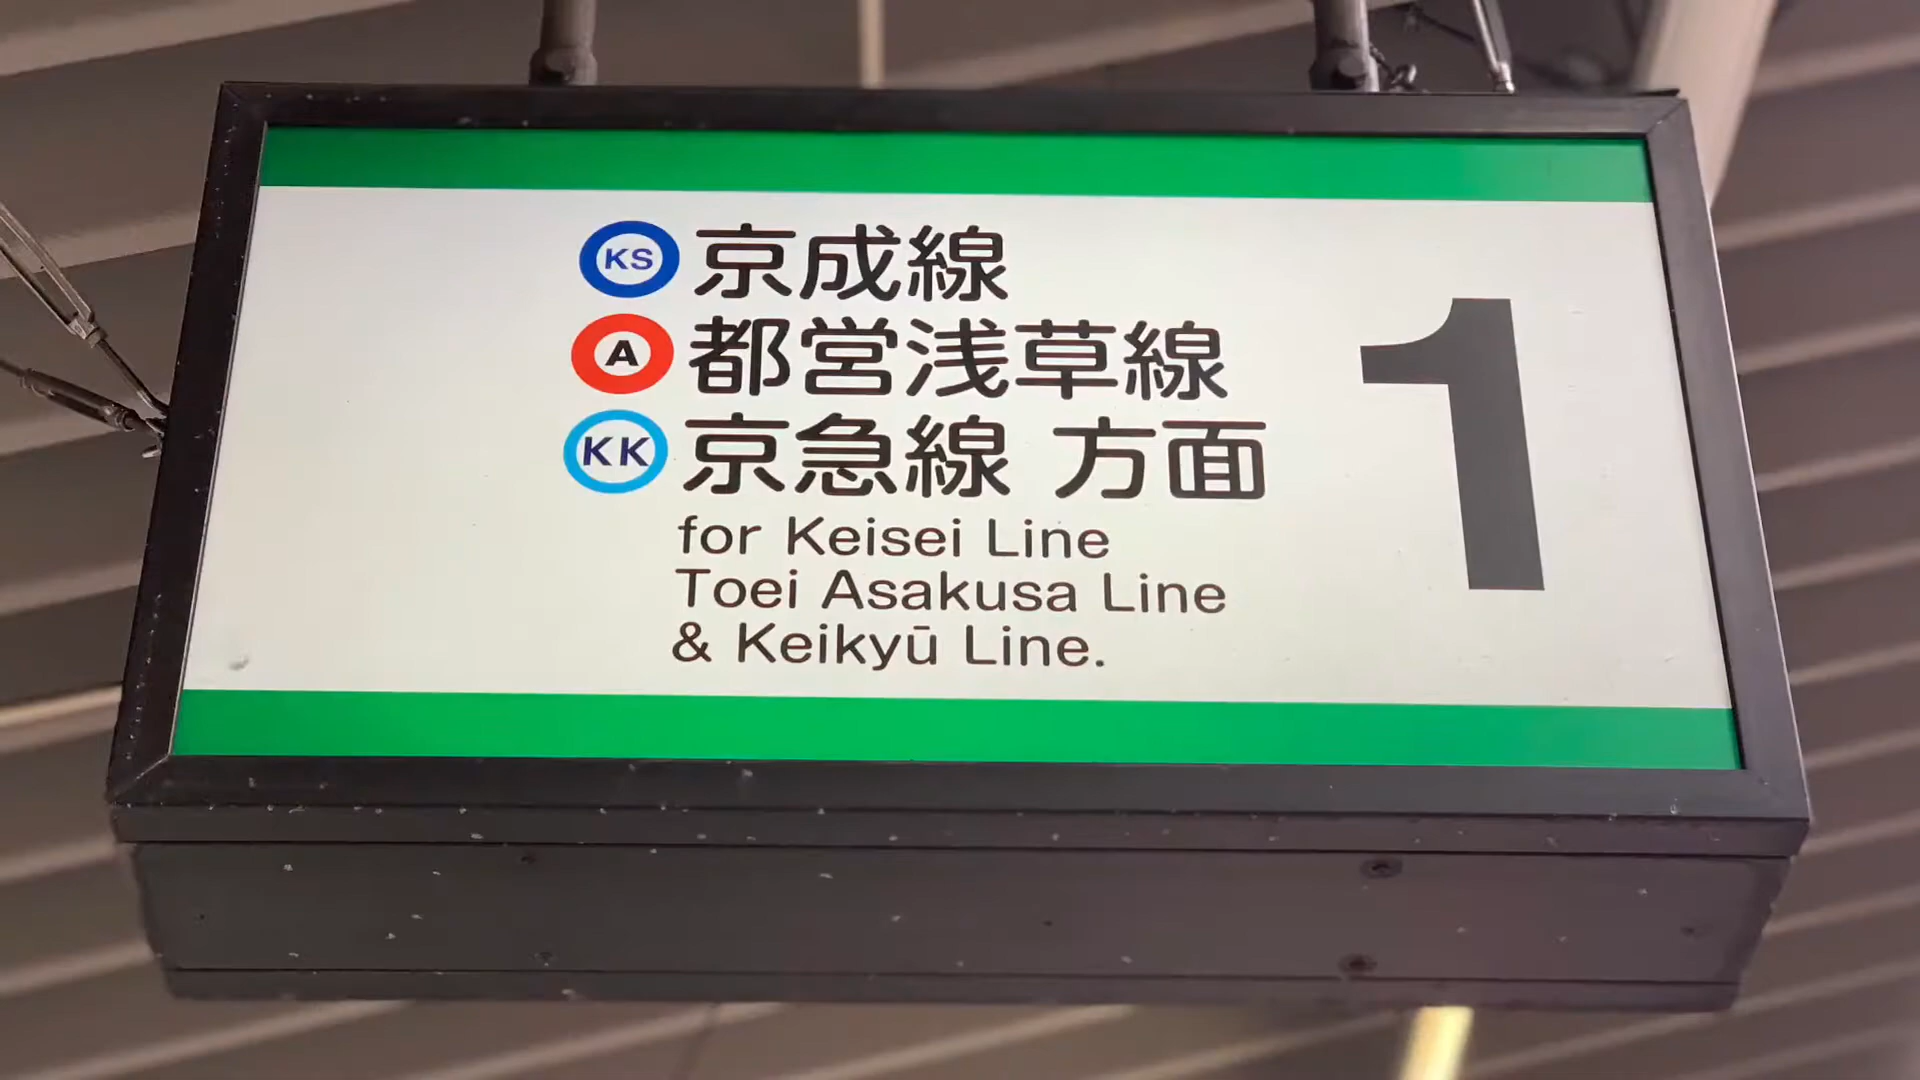 KS 京成線
A 都営浅草線
KK 京急線 方面
for Keisei Line
Toei Asakusa Line
& Keikyū Line.
1